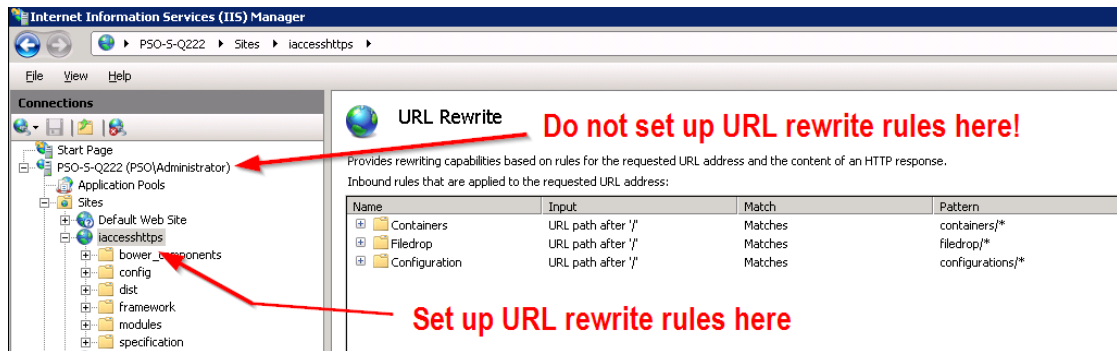 Internet Information Services (IIS) Manager
PSO-S-Q222 Sites iaccesshttps
File View Help
Connections
URL Rewrite
Do not set up URL rewrite rules here!
Start Page
PSO-S-Q222 (PSO\Administrator)
Provides rewriting capabilities based on rules for the requested URL address and the content of an HTTP response.
Application Pools
Inbound rules that are applied to the requested URL address:
Sites
Name Input Match Pattern
Default Web Site
Containers URL path after '/' Matches containers/*
iaccesshttps
Filedrop URL path after '/' Matches filedrop/*
bower_components
Configuration URL path after '/' Matches configurations/*
config
dist
framework
Set up URL rewrite rules here
modules
specification